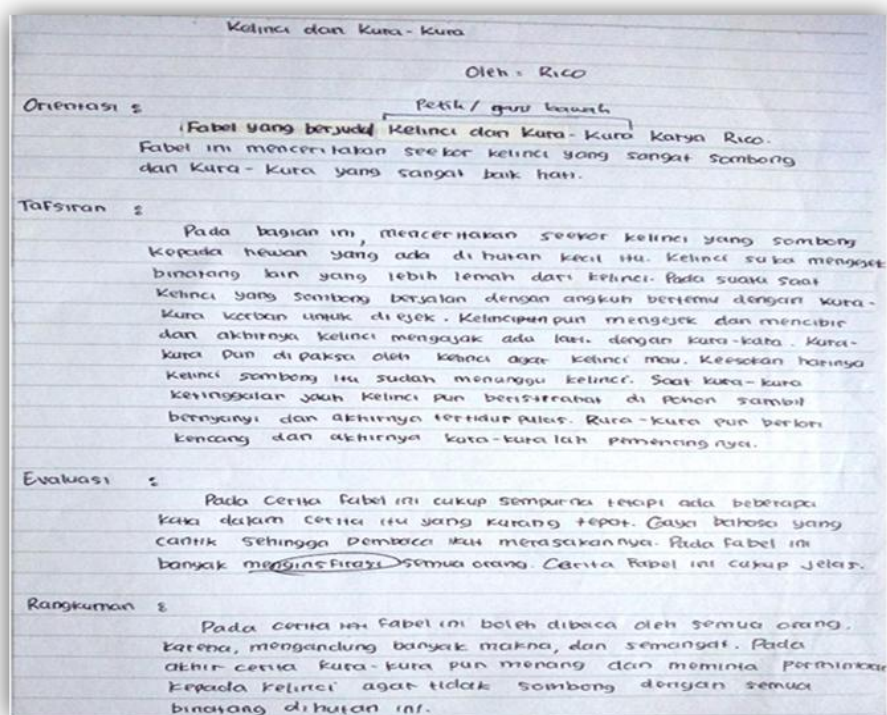 Kelinci dan Kura-Kura
Oleh : Rico
Orientasi :
Petik / garis bawah
Fabel yang berjudul Kelinci dan Kura-Kura Karya Rico.
Fabel ini menceritakan seekor kelinci yang sangat sombong
dan Kura-Kura yang sangat baik hati.
Tafsiran :
Pada bagian ini, menceritakan seekor kelinci yang sombong
kepada hewan yang ada di hutan kecil itu. Kelinci suka mengejek
binatang lain yang lebih lemah dari kelinci. Pada suatu saat
kelinci yang sombong berjalan dengan angkuh bertemu dengan kura-
kura korban untuk di ejek. Kelincipun pun mengejek dan mencibir
dan akhirnya kelinci mengajak adu lari. dengan kura-kura. Kura-
kura pun di paksa oleh kelinci agar kelinci mau. Keesokan harinya
kelinci sombong itu sudah menunggu kelinci. Saat kura-kura
ketinggalan jauh kelinci pun beristirahat di pohon sambil
bernyanyi dan akhirnya tertidur pulas. Kura-kura pun berlari
kencang dan akhirnya kura-kura lah pemenangnya.
Evaluasi :
Pada cerita fabel ini cukup sempurna tetapi ada beberapa
kata dalam cerita itu yang kurang tepat. Gaya bahasa yang
cantik sehingga pembaca ikut merasakannya. Pada fabel ini
banyak menginsfirasi semua orang. Cerita Fabel ini cukup jelas.
Rangkuman :
Pada cerita fabel ini boleh dibaca oleh semua orang.
karena, mengandung banyak makna, dan semangat. Pada
akhir cerita kura-kura pun menang dan meminta permintaan
kepada kelinci agar tidak sombong dengan semua
binatang dihutan ini.